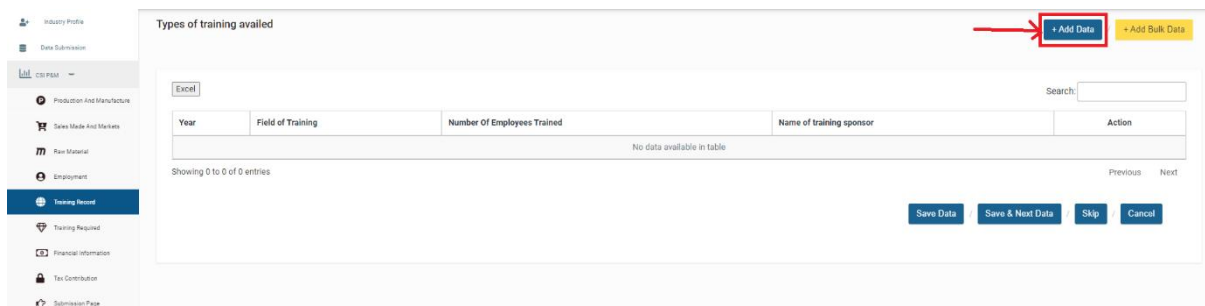 Industry Profile
Data Submission
CSI P&M
Production And Manufacture
Sales Made And Markets
Raw Material
Employment
Training Record
Training Required
Financial Information
Tax Contribution
Submission Page
Types of training availed
+ Add Data / + Add Bulk Data
Excel
Search:
Year Field of Training Number Of Employees Trained Name of training sponsor Action
No data available in table
Showing 0 to 0 of 0 entries
Previous Next
Save Data / Save & Next Data / Skip / Cancel